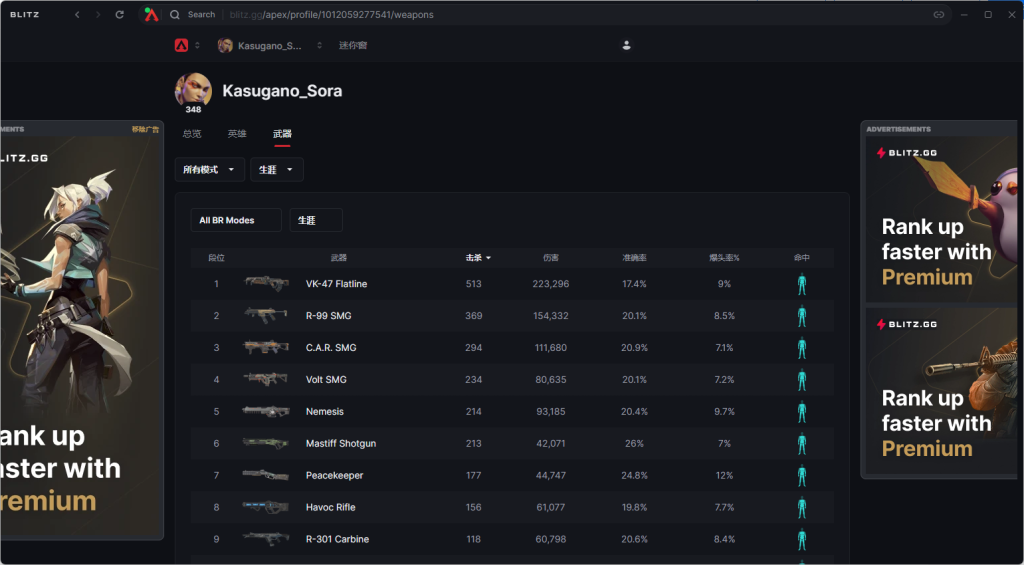 BLITZ
Search
blitz.gg/apex/profile/1012059277541/weapons
Kasugano_S...
迷你窗
348
Kasugano_Sora
总览 英雄 武器
所有模式 生涯
All BR Modes 生涯
段位 武器 击杀 伤害 准确率 爆头率% 命中
1 VK-47 Flatline 513 223,296 17.4% 9%
2 R-99 SMG 369 154,332 20.1% 8.5%
3 C.A.R. SMG 294 111,680 20.9% 7.1%
4 Volt SMG 234 80,635 20.1% 7.2%
5 Nemesis 214 93,185 20.4% 9.7%
6 Mastiff Shotgun 213 42,071 26% 7%
7 Peacekeeper 177 44,747 24.8% 12%
8 Havoc Rifle 156 61,077 19.8% 7.7%
9 R-301 Carbine 118 60,798 20.6% 8.4%
MENTS 移除广告
LITZ.GG
ank up
aster with
remium
ADVERTISEMENTS
BLITZ.GG
Rank up
faster with
Premium
BLITZ.GG
Rank up
faster with
Premium